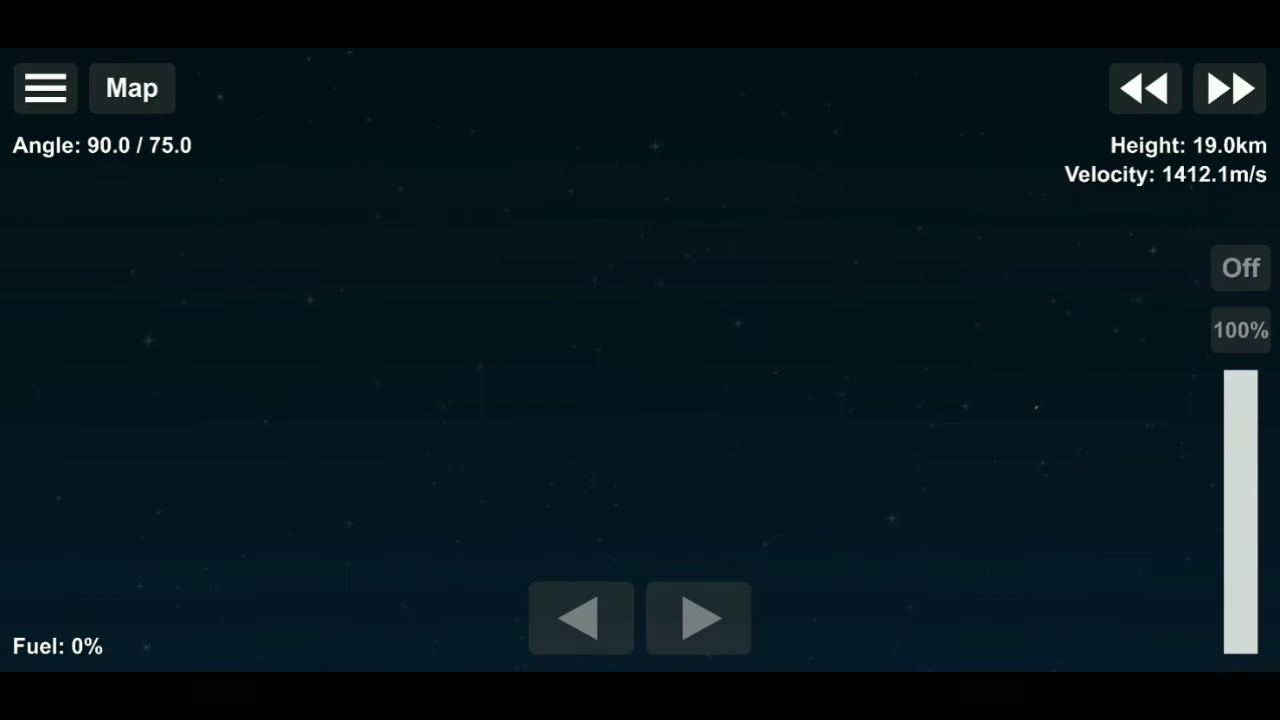 Map
Angle: 90.0 / 75.0
Height: 19.0km
Velocity: 1412.1m/s
Off
100%
Fuel: 0%